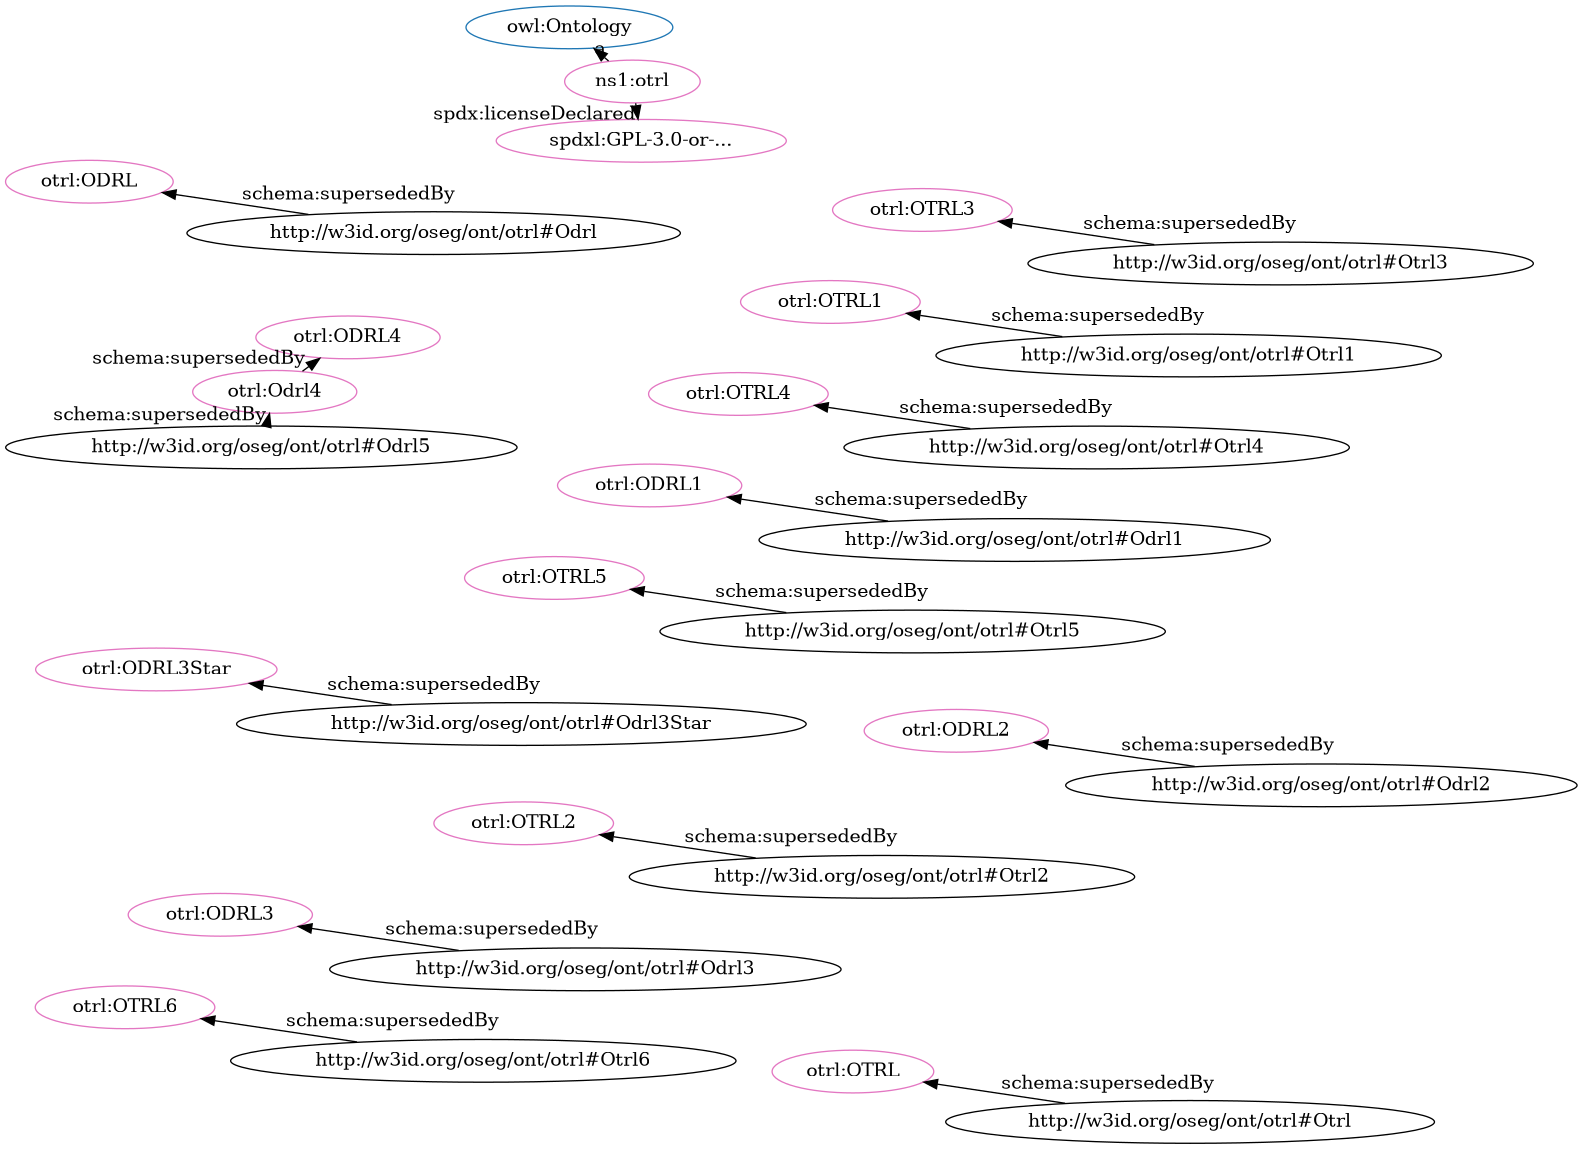 owl:Ontology
a
ns1:otrl
spdx:licenseDeclared
spdxl:GPL-3.0-or-...
otrl:ODRL
schema:supersededBy
http://w3id.org/oseg/ont/otrl#Odrl
otrl:OTRL3
schema:supersededBy
http://w3id.org/oseg/ont/otrl#Otrl3
otrl:OTRL1
schema:supersededBy
http://w3id.org/oseg/ont/otrl#Otrl1
otrl:ODRL4
schema:supersededBy
otrl:Odrl4
schema:supersededBy
http://w3id.org/oseg/ont/otrl#Odrl5
otrl:OTRL4
schema:supersededBy
http://w3id.org/oseg/ont/otrl#Otrl4
otrl:ODRL1
schema:supersededBy
http://w3id.org/oseg/ont/otrl#Odrl1
otrl:OTRL5
schema:supersededBy
http://w3id.org/oseg/ont/otrl#Otrl5
otrl:ODRL3Star
schema:supersededBy
http://w3id.org/oseg/ont/otrl#Odrl3Star
otrl:ODRL2
schema:supersededBy
http://w3id.org/oseg/ont/otrl#Odrl2
otrl:OTRL2
schema:supersededBy
http://w3id.org/oseg/ont/otrl#Otrl2
otrl:ODRL3
schema:supersededBy
http://w3id.org/oseg/ont/otrl#Odrl3
otrl:OTRL6
schema:supersededBy
http://w3id.org/oseg/ont/otrl#Otrl6
otrl:OTRL
schema:supersededBy
http://w3id.org/oseg/ont/otrl#Otrl